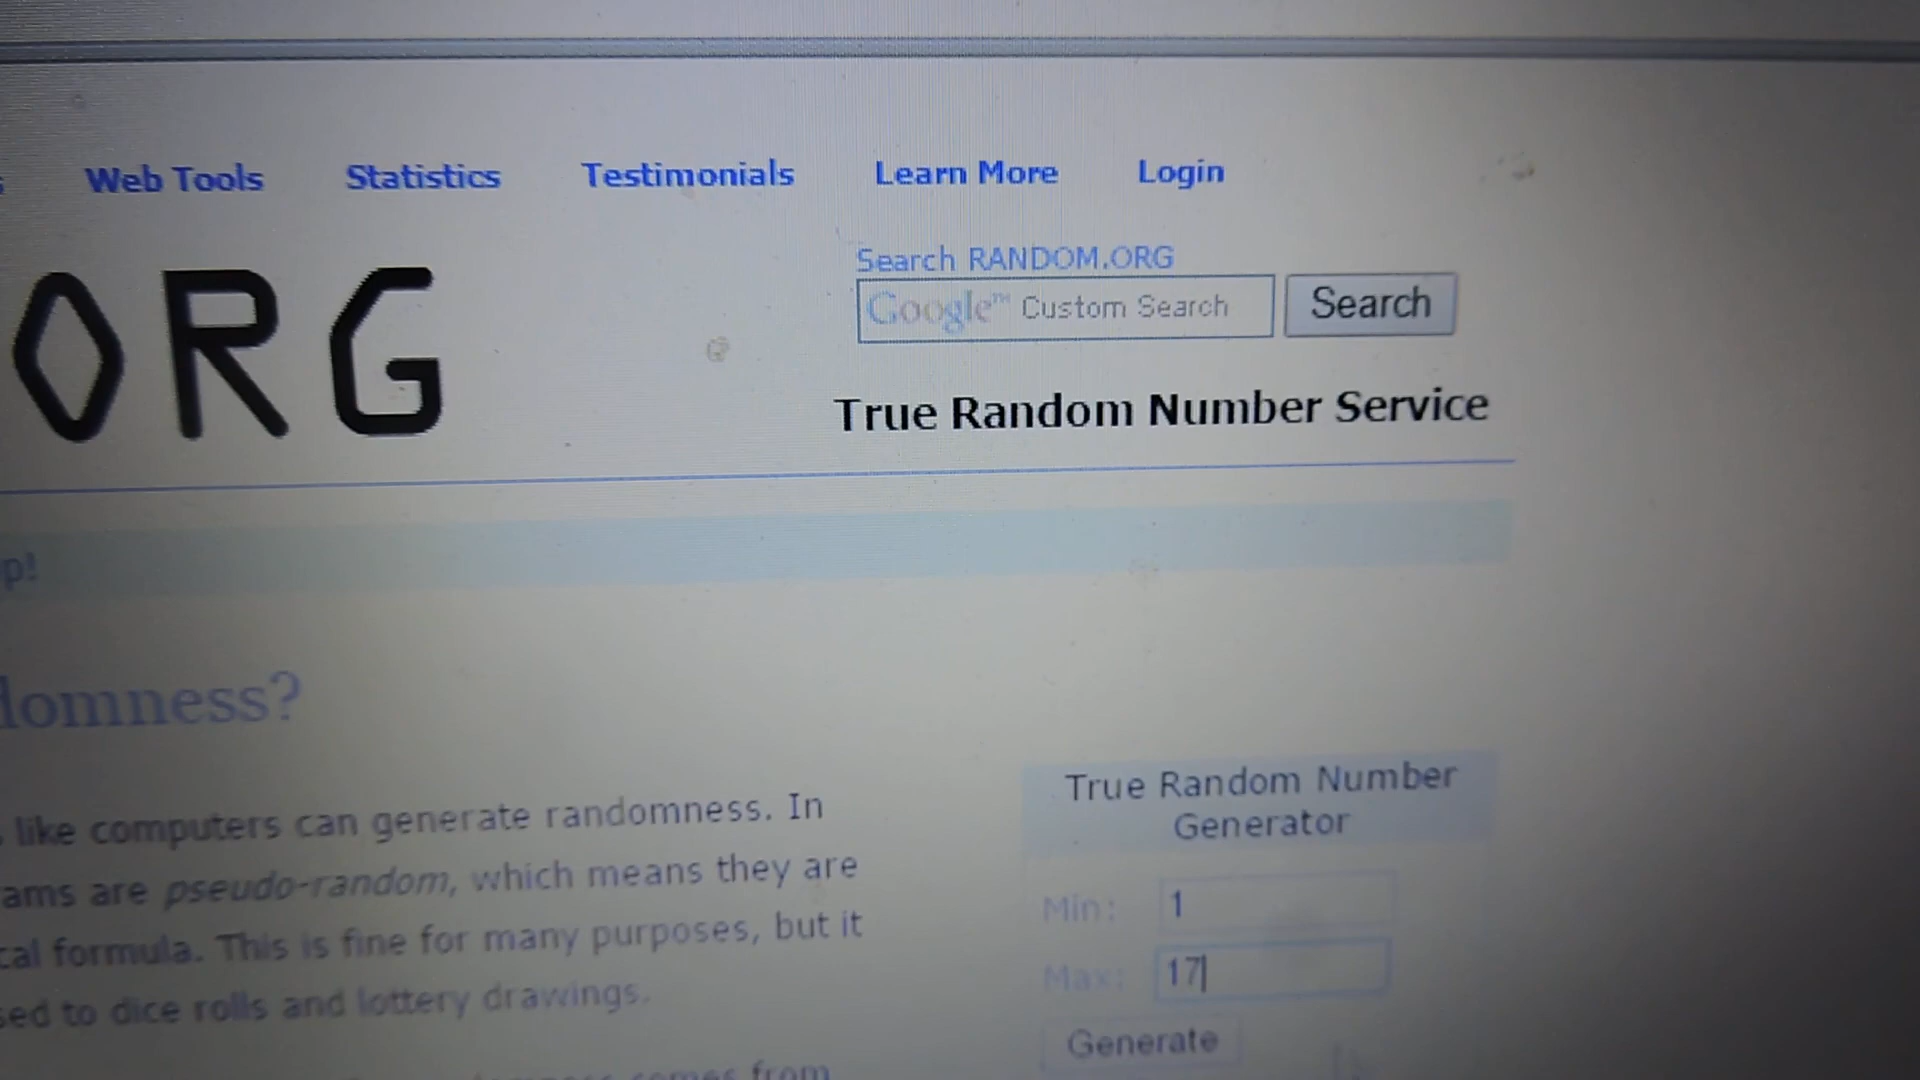 Web Tools Statistics Testimonials Learn More Login
Search RANDOM.ORG
Google™ Custom Search Search
ORG
True Random Number Service
p!
domness?
like computers can generate randomness. In
ams are pseudo-random, which means they are
cal formula. This is fine for many purposes, but it
sed to dice rolls and lottery drawings.
comes from
True Random Number
Generator
Min: 1
Max: 17
Generate